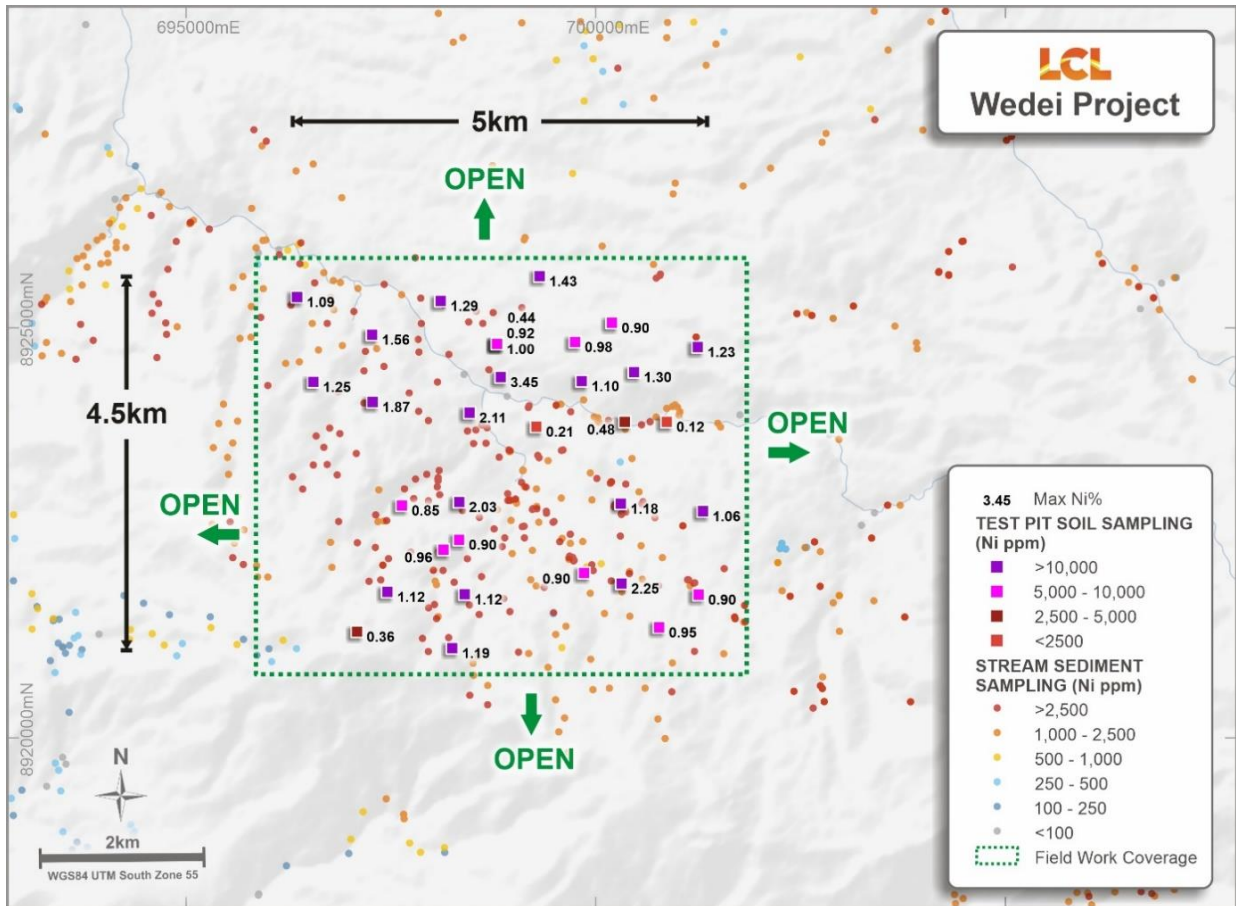 695000mE
700000mE
LCL
Wedei Project
5km
OPEN
1.43
1.09
1.29
0.44
0.90
8925000mN
0.92
1.56
1.00
0.98
1.23
1.25
3.45
1.10
1.30
1.87
4.5km
2.11
0.21
0.48
0.12
OPEN
OPEN
0.85
2.03
1.18
1.06
0.96
0.90
0.90
2.25
1.12
1.12
0.90
0.36
0.95
1.19
8920000mN
OPEN
N
2km
WGS84 UTM South Zone 55
3.45 Max Ni%
TEST PIT SOIL SAMPLING
(Ni ppm)
>10,000
5,000 - 10,000
2,500 - 5,000
<2500
STREAM SEDIMENT
SAMPLING (Ni ppm)
>2,500
1,000 - 2,500
500 - 1,000
250 - 500
100 - 250
<100
Field Work Coverage